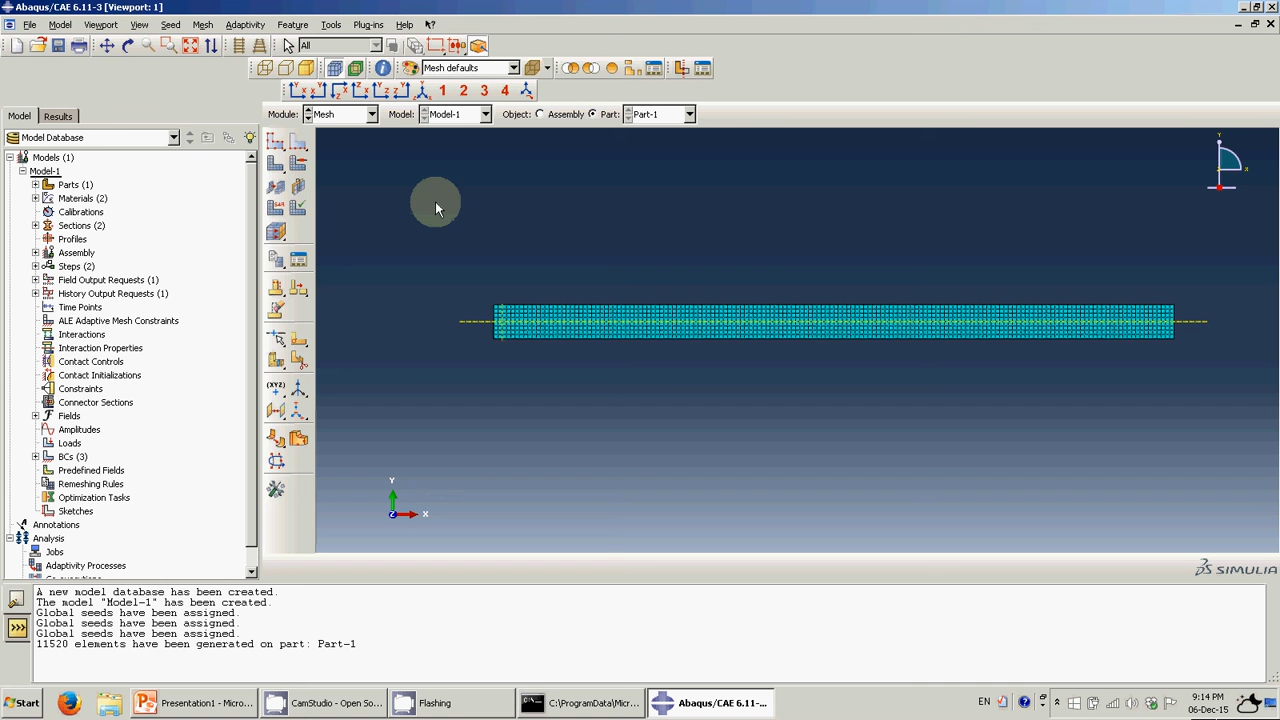 Abaqus/CAE 6.11-3 [Viewport: 1]
File Model Viewport View Seed Mesh Adaptivity Feature Tools Plug-ins Help
All
Mesh defaults
1 2 3 4
Model Results
Module: Mesh Model: Model-1 Object: Assembly Part: Part-1
Model Database
Models (1)
Model-1
Parts (1)
Materials (2)
Calibrations
Sections (2)
Profiles
Assembly
Steps (2)
Field Output Requests (1)
History Output Requests (1)
Time Points
ALE Adaptive Mesh Constraints
Interactions
Interaction Properties
Contact Controls
Contact Initializations
Constraints
Connector Sections
Fields
Amplitudes
Loads
BCs (3)
Predefined Fields
Remeshing Rules
Optimization Tasks
Sketches
Annotations
Analysis
Jobs
Adaptivity Processes
Y
X
Z
Y
X
SIMULIA
A new model database has been created.
The model "Model-1" has been created.
Global seeds have been assigned.
Global seeds have been assigned.
Global seeds have been assigned.
11520 elements have been generated on part: Part-1
Start
Presentation1 - Micro...
CamStudio - Open So...
Flashing
C:\ProgramData\Micr...
Abaqus/CAE 6.11-...
EN
9:14 PM
06-Dec-15